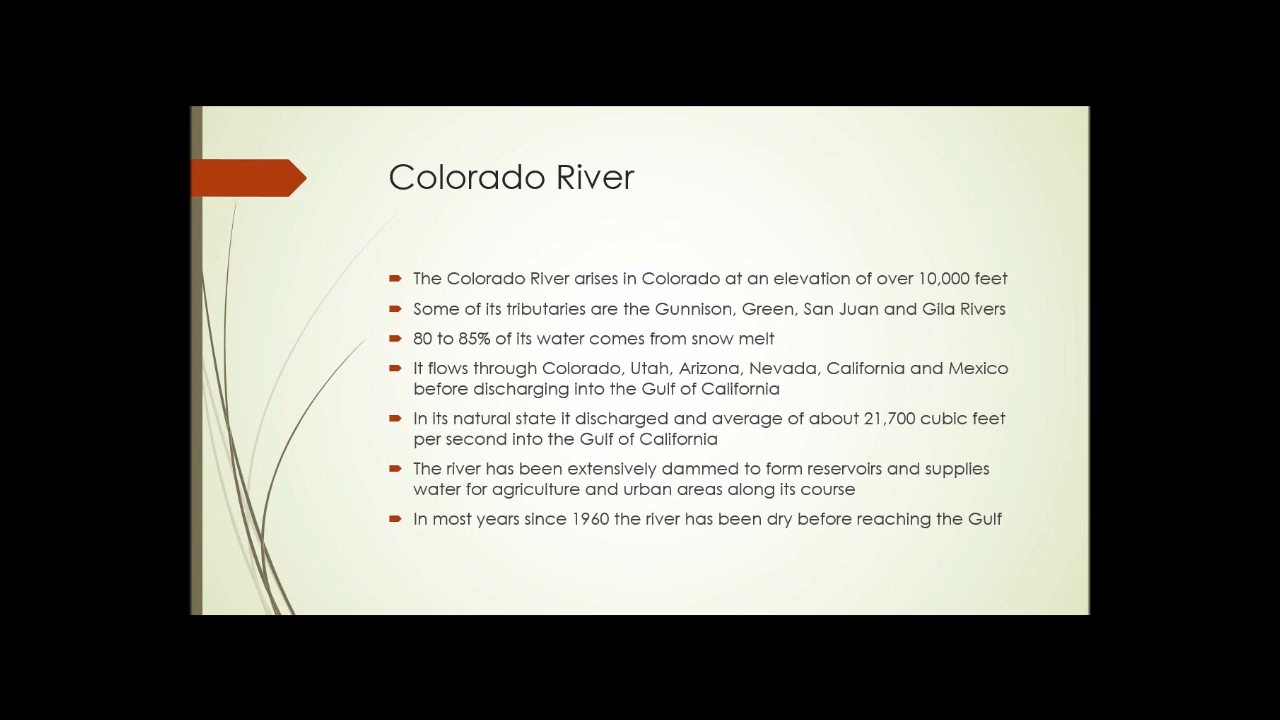 Colorado River
The Colorado River arises in Colorado at an elevation of over 10,000 feet
Some of its tributaries are the Gunnison, Green, San Juan and Gila Rivers
80 to 85% of its water comes from snow melt
It flows through Colorado, Utah, Arizona, Nevada, California and Mexico
before discharging into the Gulf of California
In its natural state it discharged and average of about 21,700 cubic feet
per second into the Gulf of California
The river has been extensively dammed to form reservoirs and supplies
water for agriculture and urban areas along its course
In most years since 1960 the river has been dry before reaching the Gulf